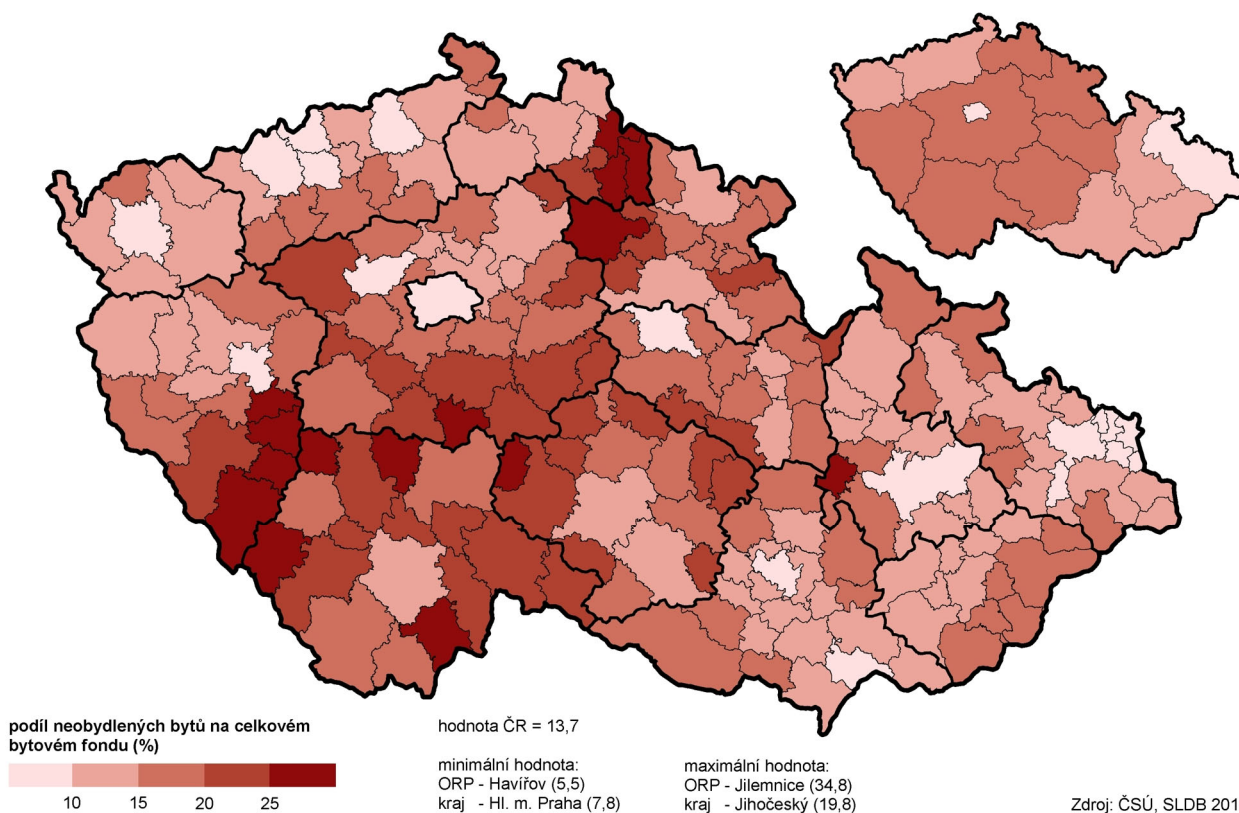 podíl neobydlených bytů na celkovém
bytovém fondu (%)
10 15 20 25
hodnota ČR = 13,7
minimální hodnota:
ORP - Havířov (5,5)
kraj - Hl. m. Praha (7,8)
maximální hodnota:
ORP - Jilemnice (34,8)
kraj - Jihočeský (19,8)
Zdroj: ČSÚ, SLDB 201